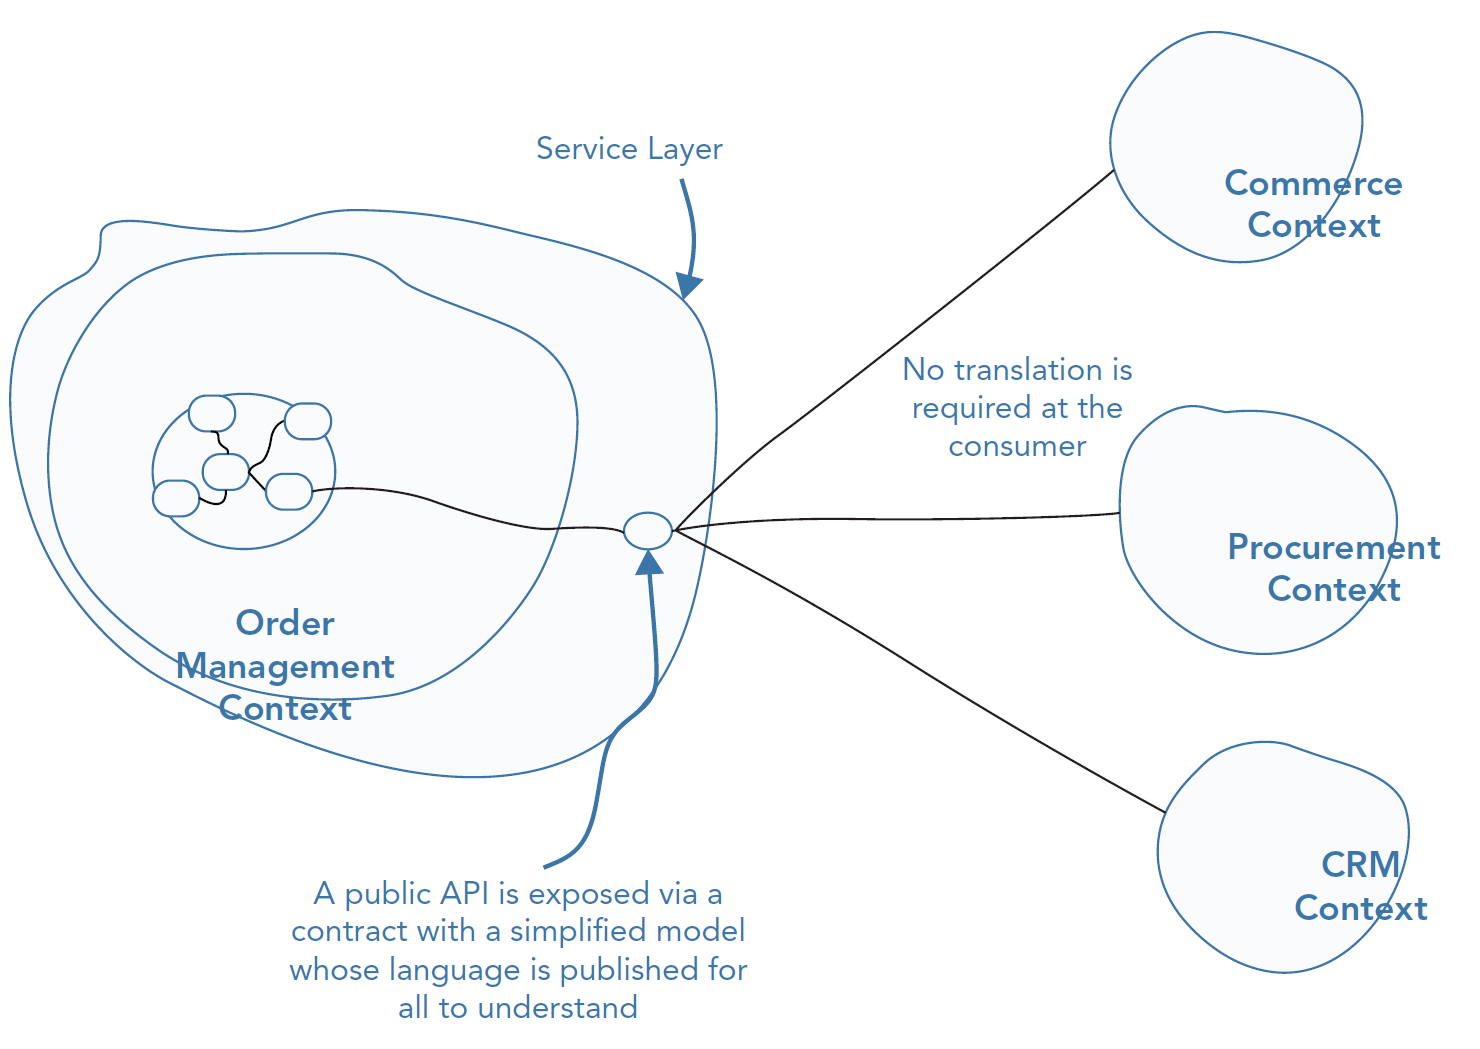 Service Layer
Commerce
Context
No translation is
required at the
consumer
Procurement
Context
Order
Management
Context
CRM
Context
A public API is exposed via a
contract with a simplified model
whose language is published for
all to understand